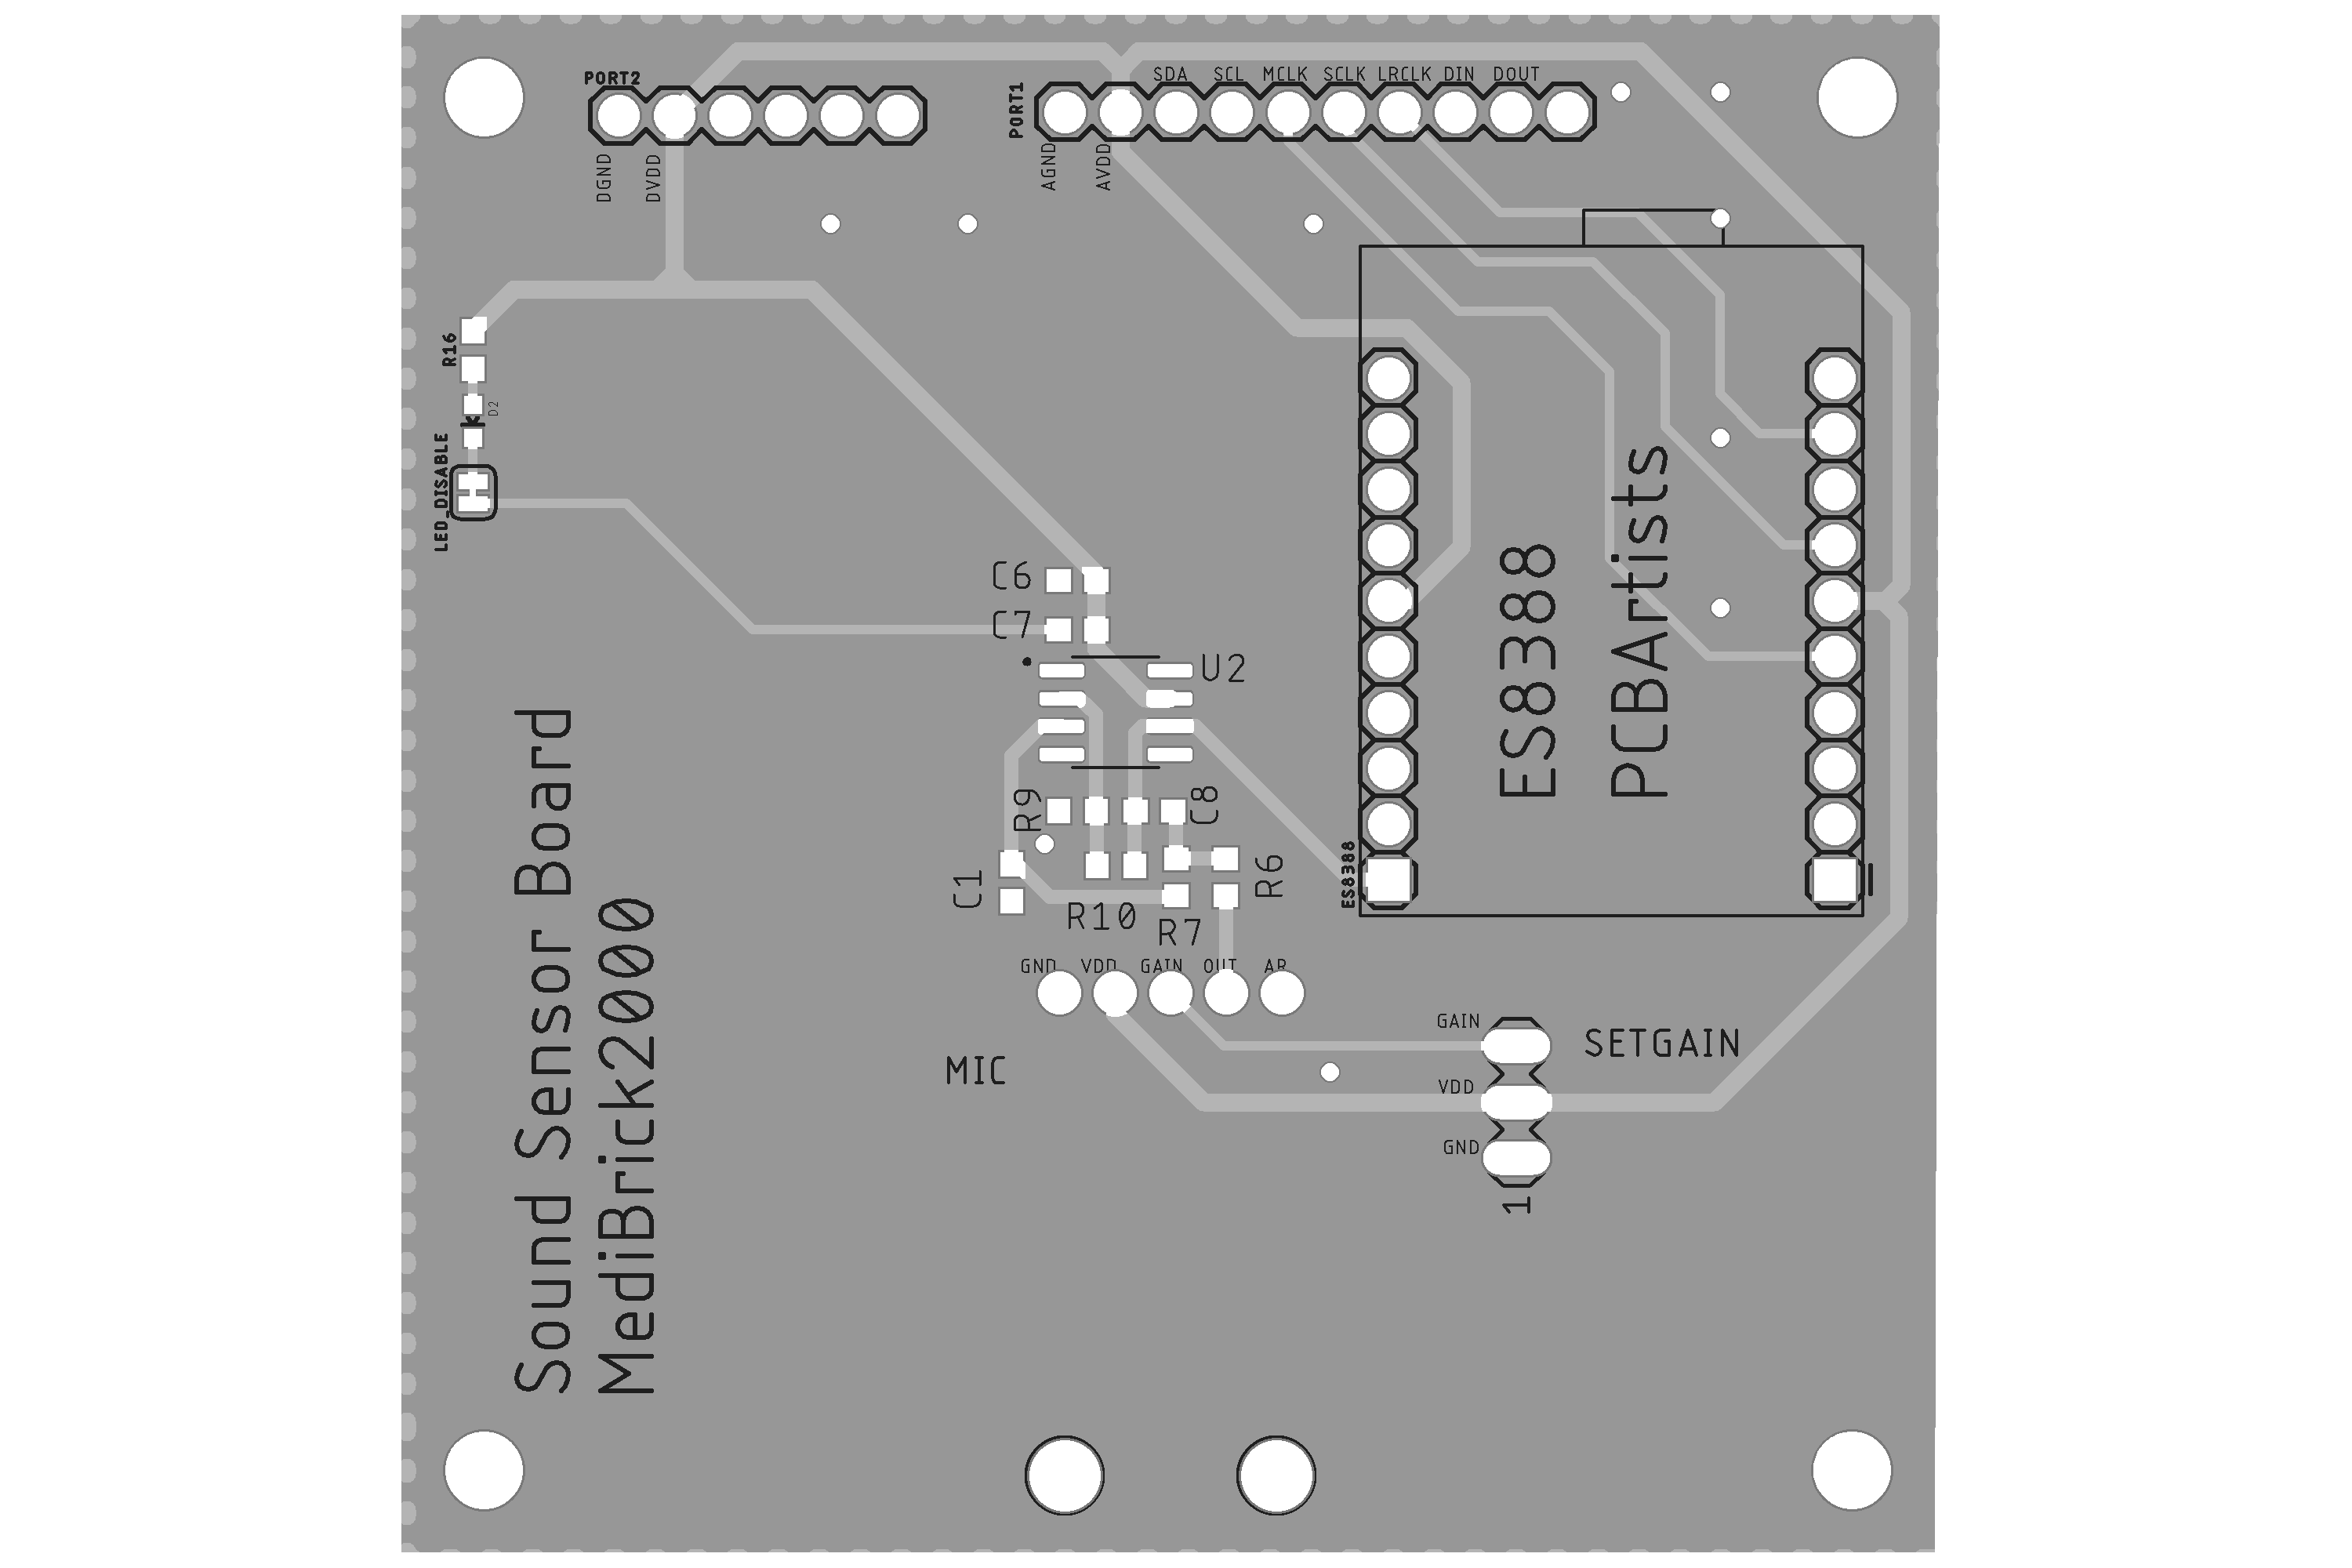 PORT2
DGND
DVDD
PORT1
SDA SCL MCLK SCLK LRCLK DIN DOUT
AGND
AVDD
R16
D2
LED_DISABLE
C6
C7
U2
R9
C8
C1
R10
R7
R6
ES8388
ES8388
PCBArtists
GND VDD GAIN OUT AR
MIC
GAIN
VDD
GND
SETGAIN
1
Sound Sensor Board
MediBrick2000